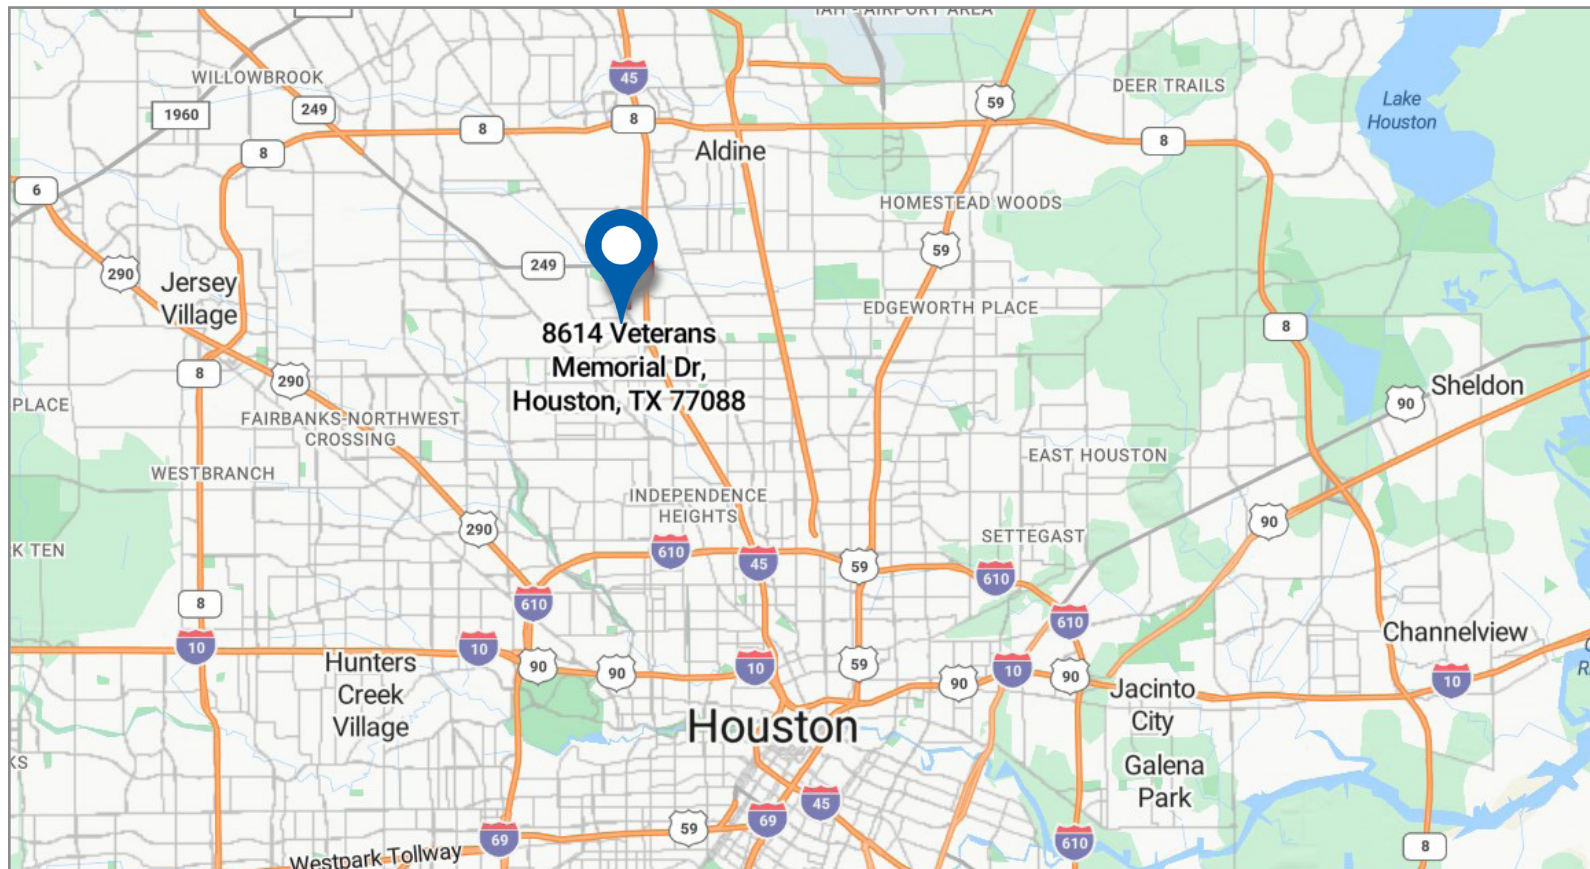 IAH - AIRPORT AREA
WILLOWBROOK
45
59
DEER TRAILS
Lake
Houston
1960
249
8
8
8
8
Aldine
8
6
HOMESTEAD WOODS
59
290
249
Jersey
Village
EDGEWORTH PLACE
8
8614 Veterans
Memorial Dr,
Houston, TX 77088
8
290
Sheldon
90
PLACE
FAIRBANKS-NORTHWEST
CROSSING
WESTBRANCH
EAST HOUSTON
INDEPENDENCE
HEIGHTS
290
90
SETTEGAST
K TEN
610
45
59
610
610
8
610
Channelview
10
10
90
90
10
59
90
10
90
10
Hunters
Creek
Village
Jacinto
City
Houston
Galena
Park
KS
R
59
69
45
69
610
8
Westpark Tollway